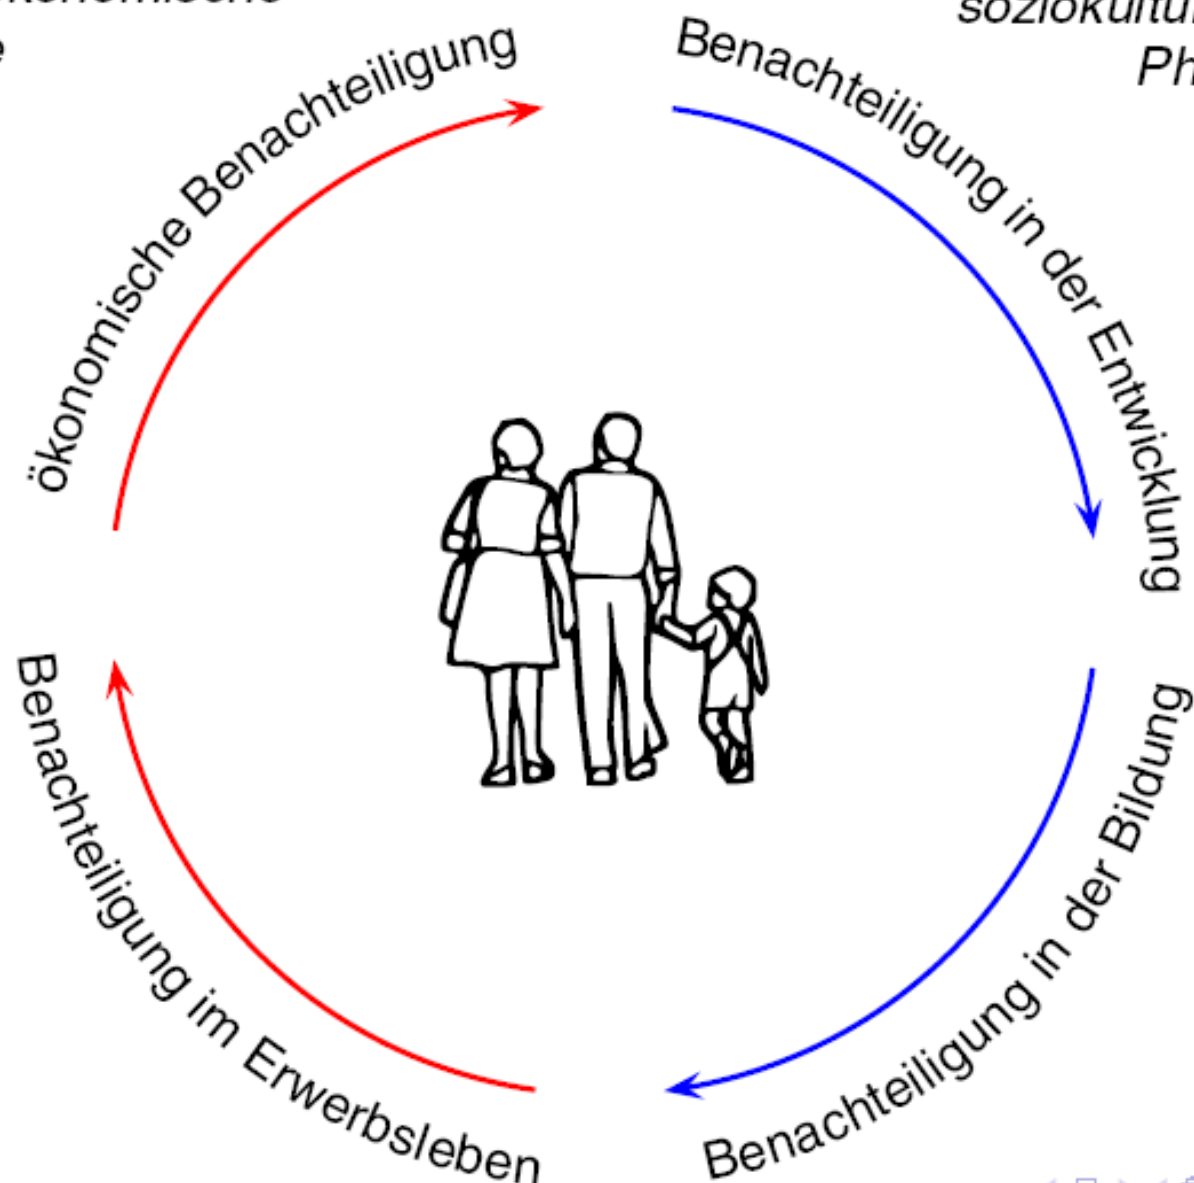 ökonomische Benachteiligung
Benachteiligung in der Entwicklung
Benachteiligung in der Bildung
Benachteiligung im Erwerbsleben